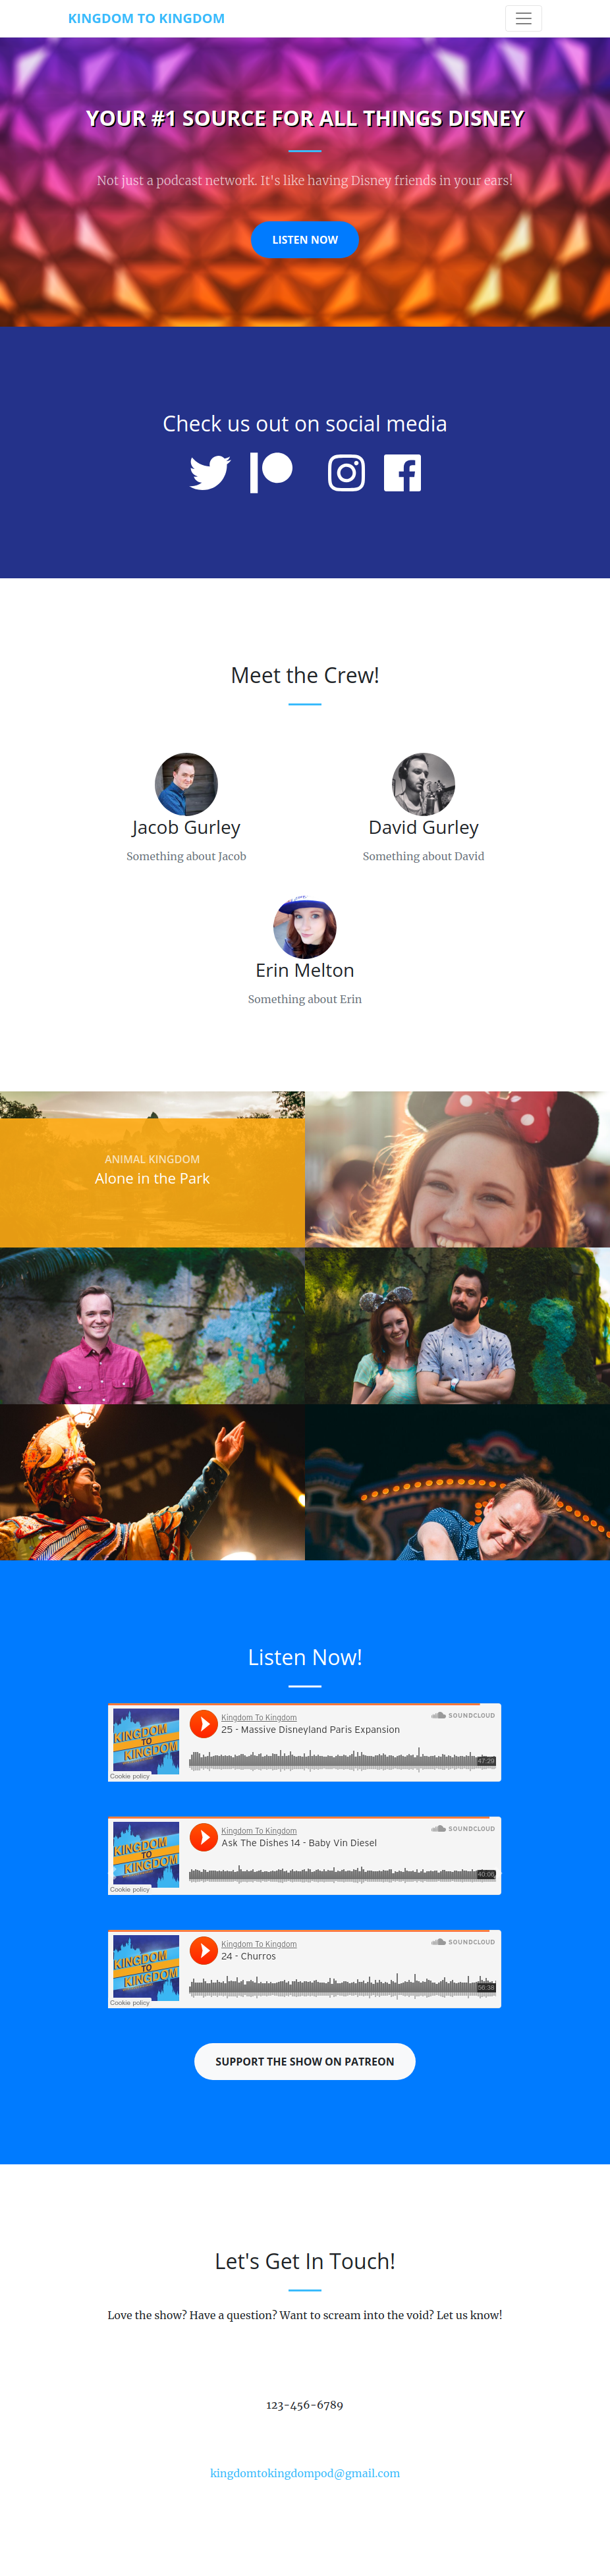 KINGDOM TO KINGDOM
YOUR #1 SOURCE FOR ALL THINGS DISNEY
Not just a podcast network. It's like having Disney friends in your ears!
LISTEN NOW
Check us out on social media
Meet the Crew!
Jacob Gurley
David Gurley
Something about Jacob
Something about David
Erin Melton
Something about Erin
ANIMAL KINGDOM
Alone in the Park
Listen Now!
KINGDOM
TO
KINGDOM
Cookie policy
Kingdom To Kingdom
25 - Massive Disneyland Paris Expansion
SOUNDCLOUD
47:29
KINGDOM
TO
KINGDOM
Cookie policy
Kingdom To Kingdom
Ask The Dishes 14 - Baby Vin Diesel
SOUNDCLOUD
40:00
KINGDOM
TO
KINGDOM
Cookie policy
Kingdom To Kingdom
24 - Churros
SOUNDCLOUD
SUPPORT THE SHOW ON PATREON
Let's Get In Touch!
Love the show? Have a question? Want to scream into the void? Let us know!
123-456-6789
kingdomtokingdompod@gmail.com